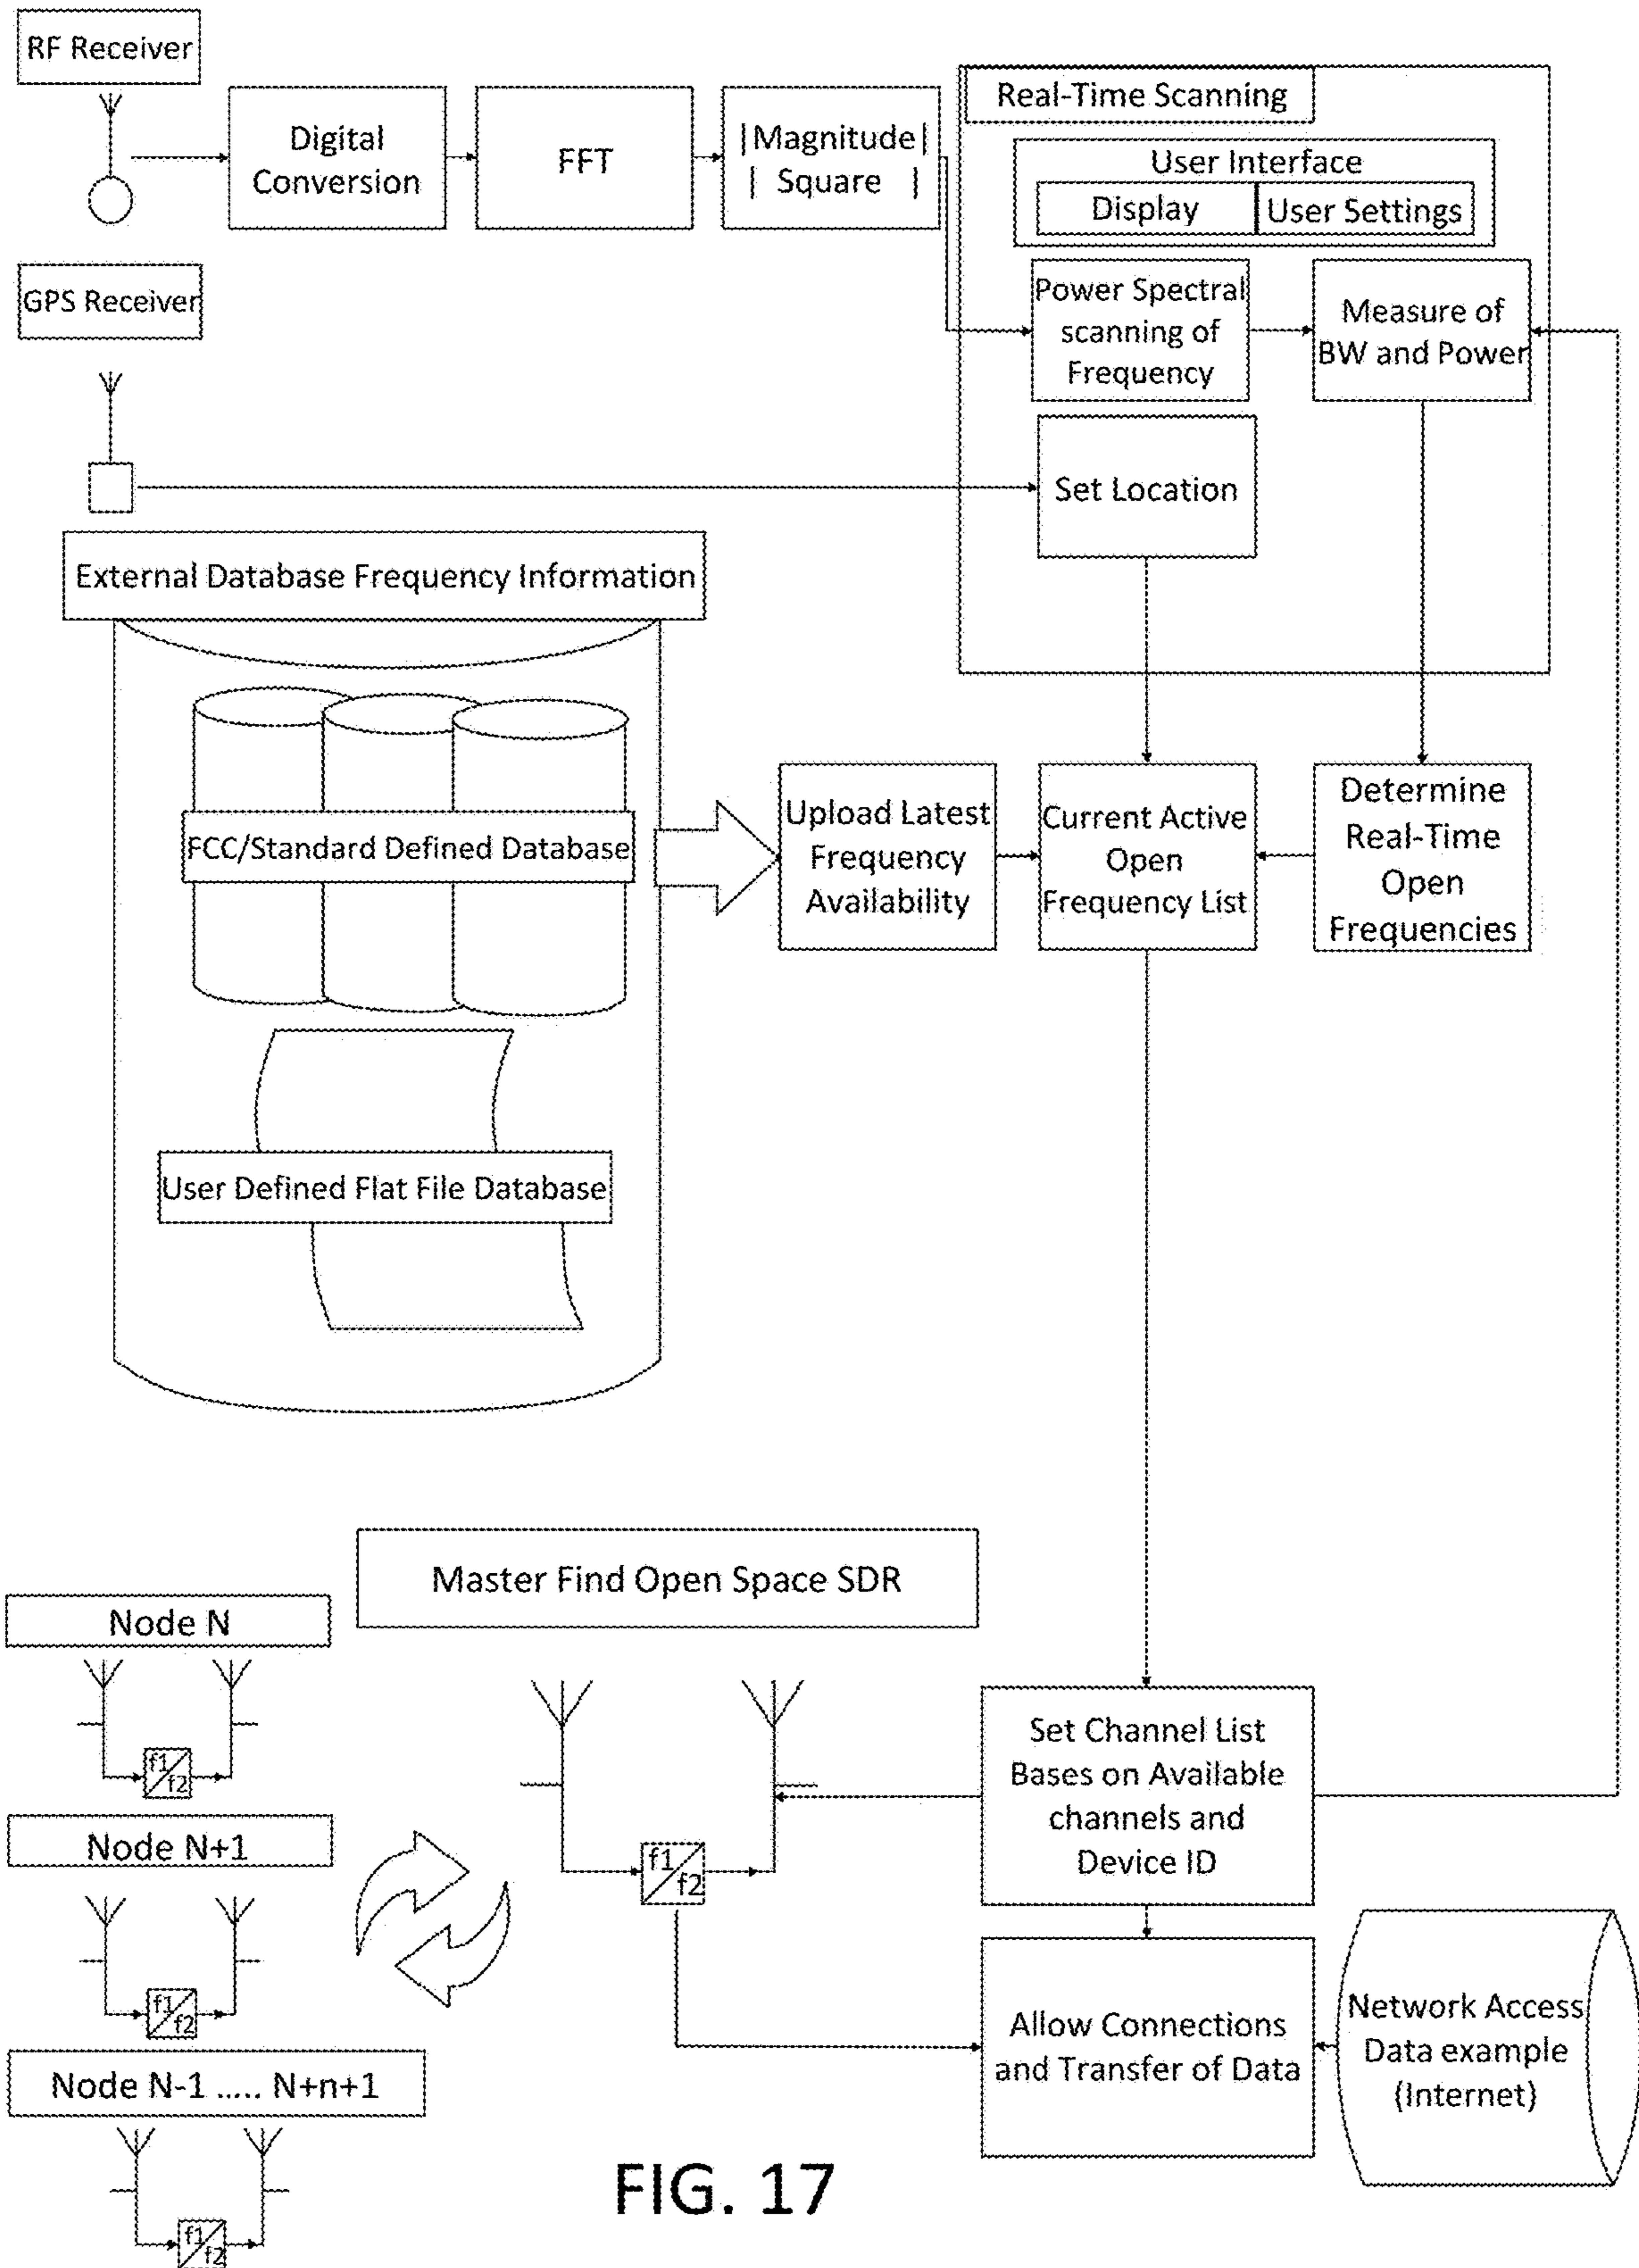 RF Receiver
Digital
Conversion
FFT
|Magnitude|
| Square |
Real-Time Scanning
User Interface
Display
User Settings
GPS Receiver
Power Spectral
scanning of
Frequency
Measure of
BW and Power
Set Location
External Database Frequency Information
FCC/Standard Defined Database
Upload Latest
Frequency
Availability
Current Active
Open
Frequency List
Determine
Real-Time
Open
Frequencies
User Defined Flat File Database
Master Find Open Space SDR
Node N
f1
f2
Node N+1
f1
f2
Node N-1 ..... N+n+1
f1
f2
f1
f2
Set Channel List
Bases on Available
channels and
Device ID
Allow Connections
and Transfer of Data
Network Access
Data example
(Internet)
FIG. 17